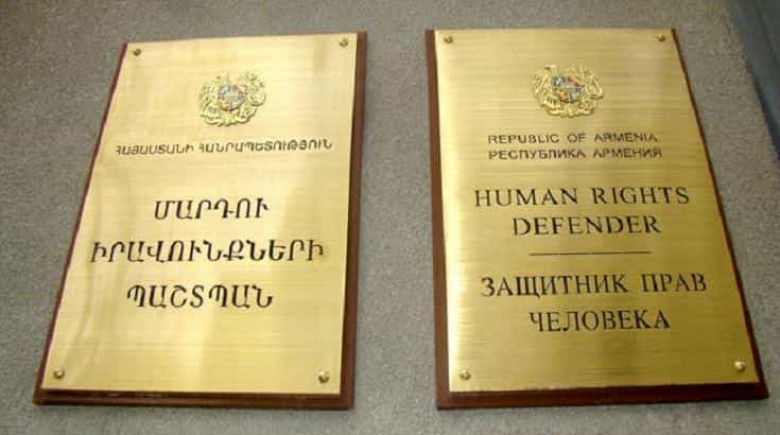 ՀԱՅԱՍՏԱՆԻ ՀԱՆՐԱՊԵՏՈՒԹՅՈՒՆ
ՄԱՐԴՈՒ
ԻՐԱՎՈՒՆՔՆԵՐԻ
ՊԱՇՏՊԱՆ
REPUBLIC OF ARMENIA
РЕСПУБЛИКА АРМЕНИЯ
HUMAN RIGHTS
DEFENDER
ЗАЩИТНИК ПРАВ
ЧЕЛОВЕКА